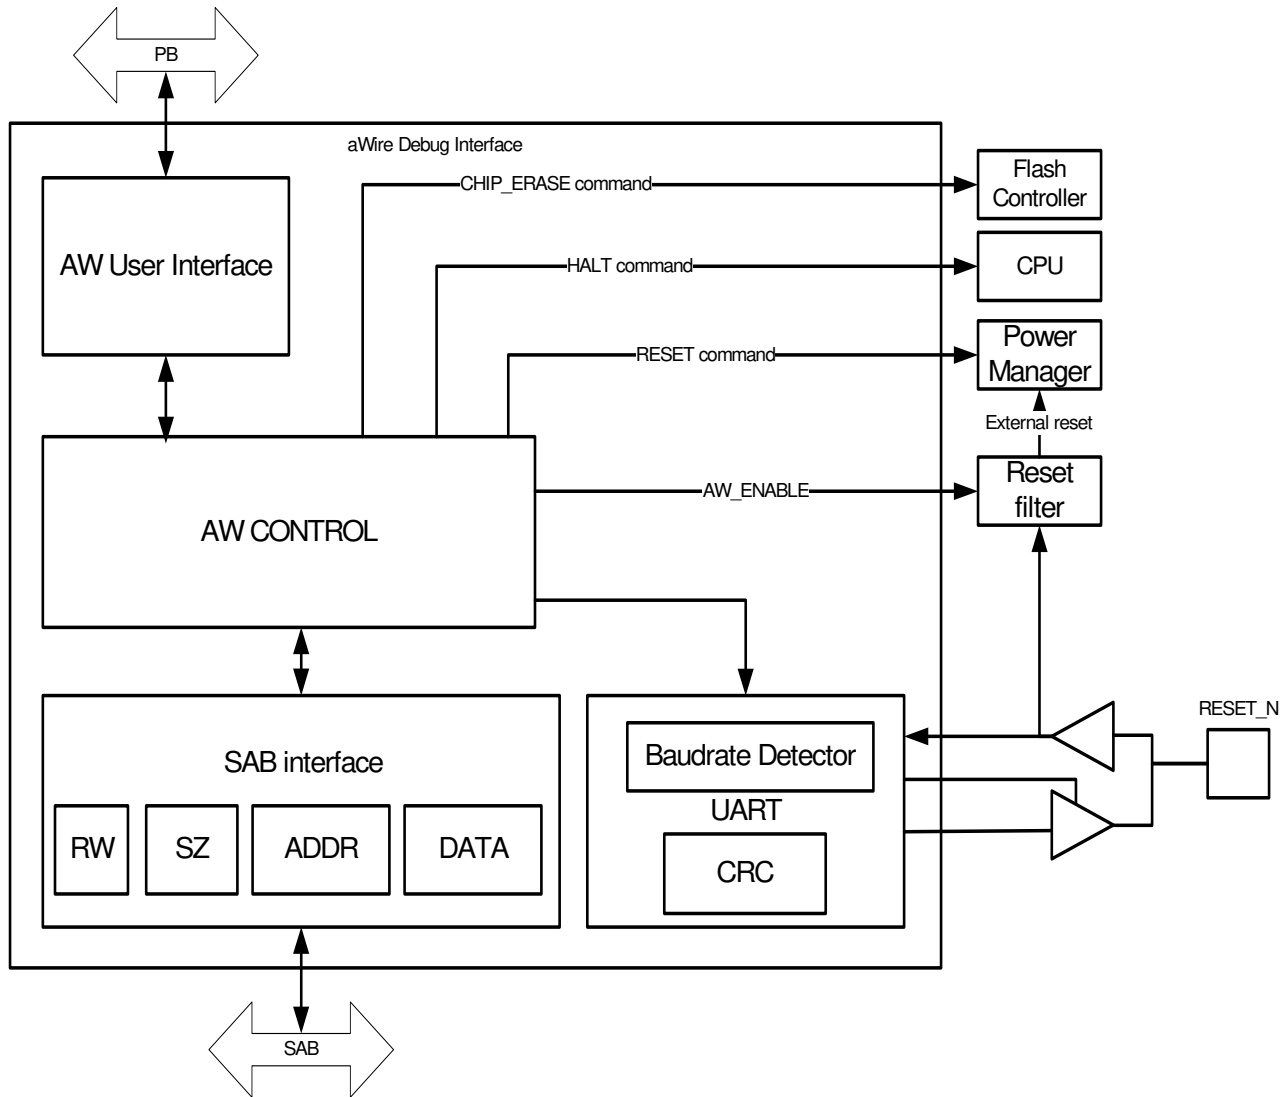 PB
aWire Debug Interface
CHIP_ERASE command
Flash
Controller
AW User Interface
HALT command
CPU
RESET command
Power
Manager
External reset
AW CONTROL
AW_ENABLE
Reset
filter
RESET_N
SAB interface
Baudrate Detector
UART
RW
SZ
ADDR
DATA
CRC
SAB